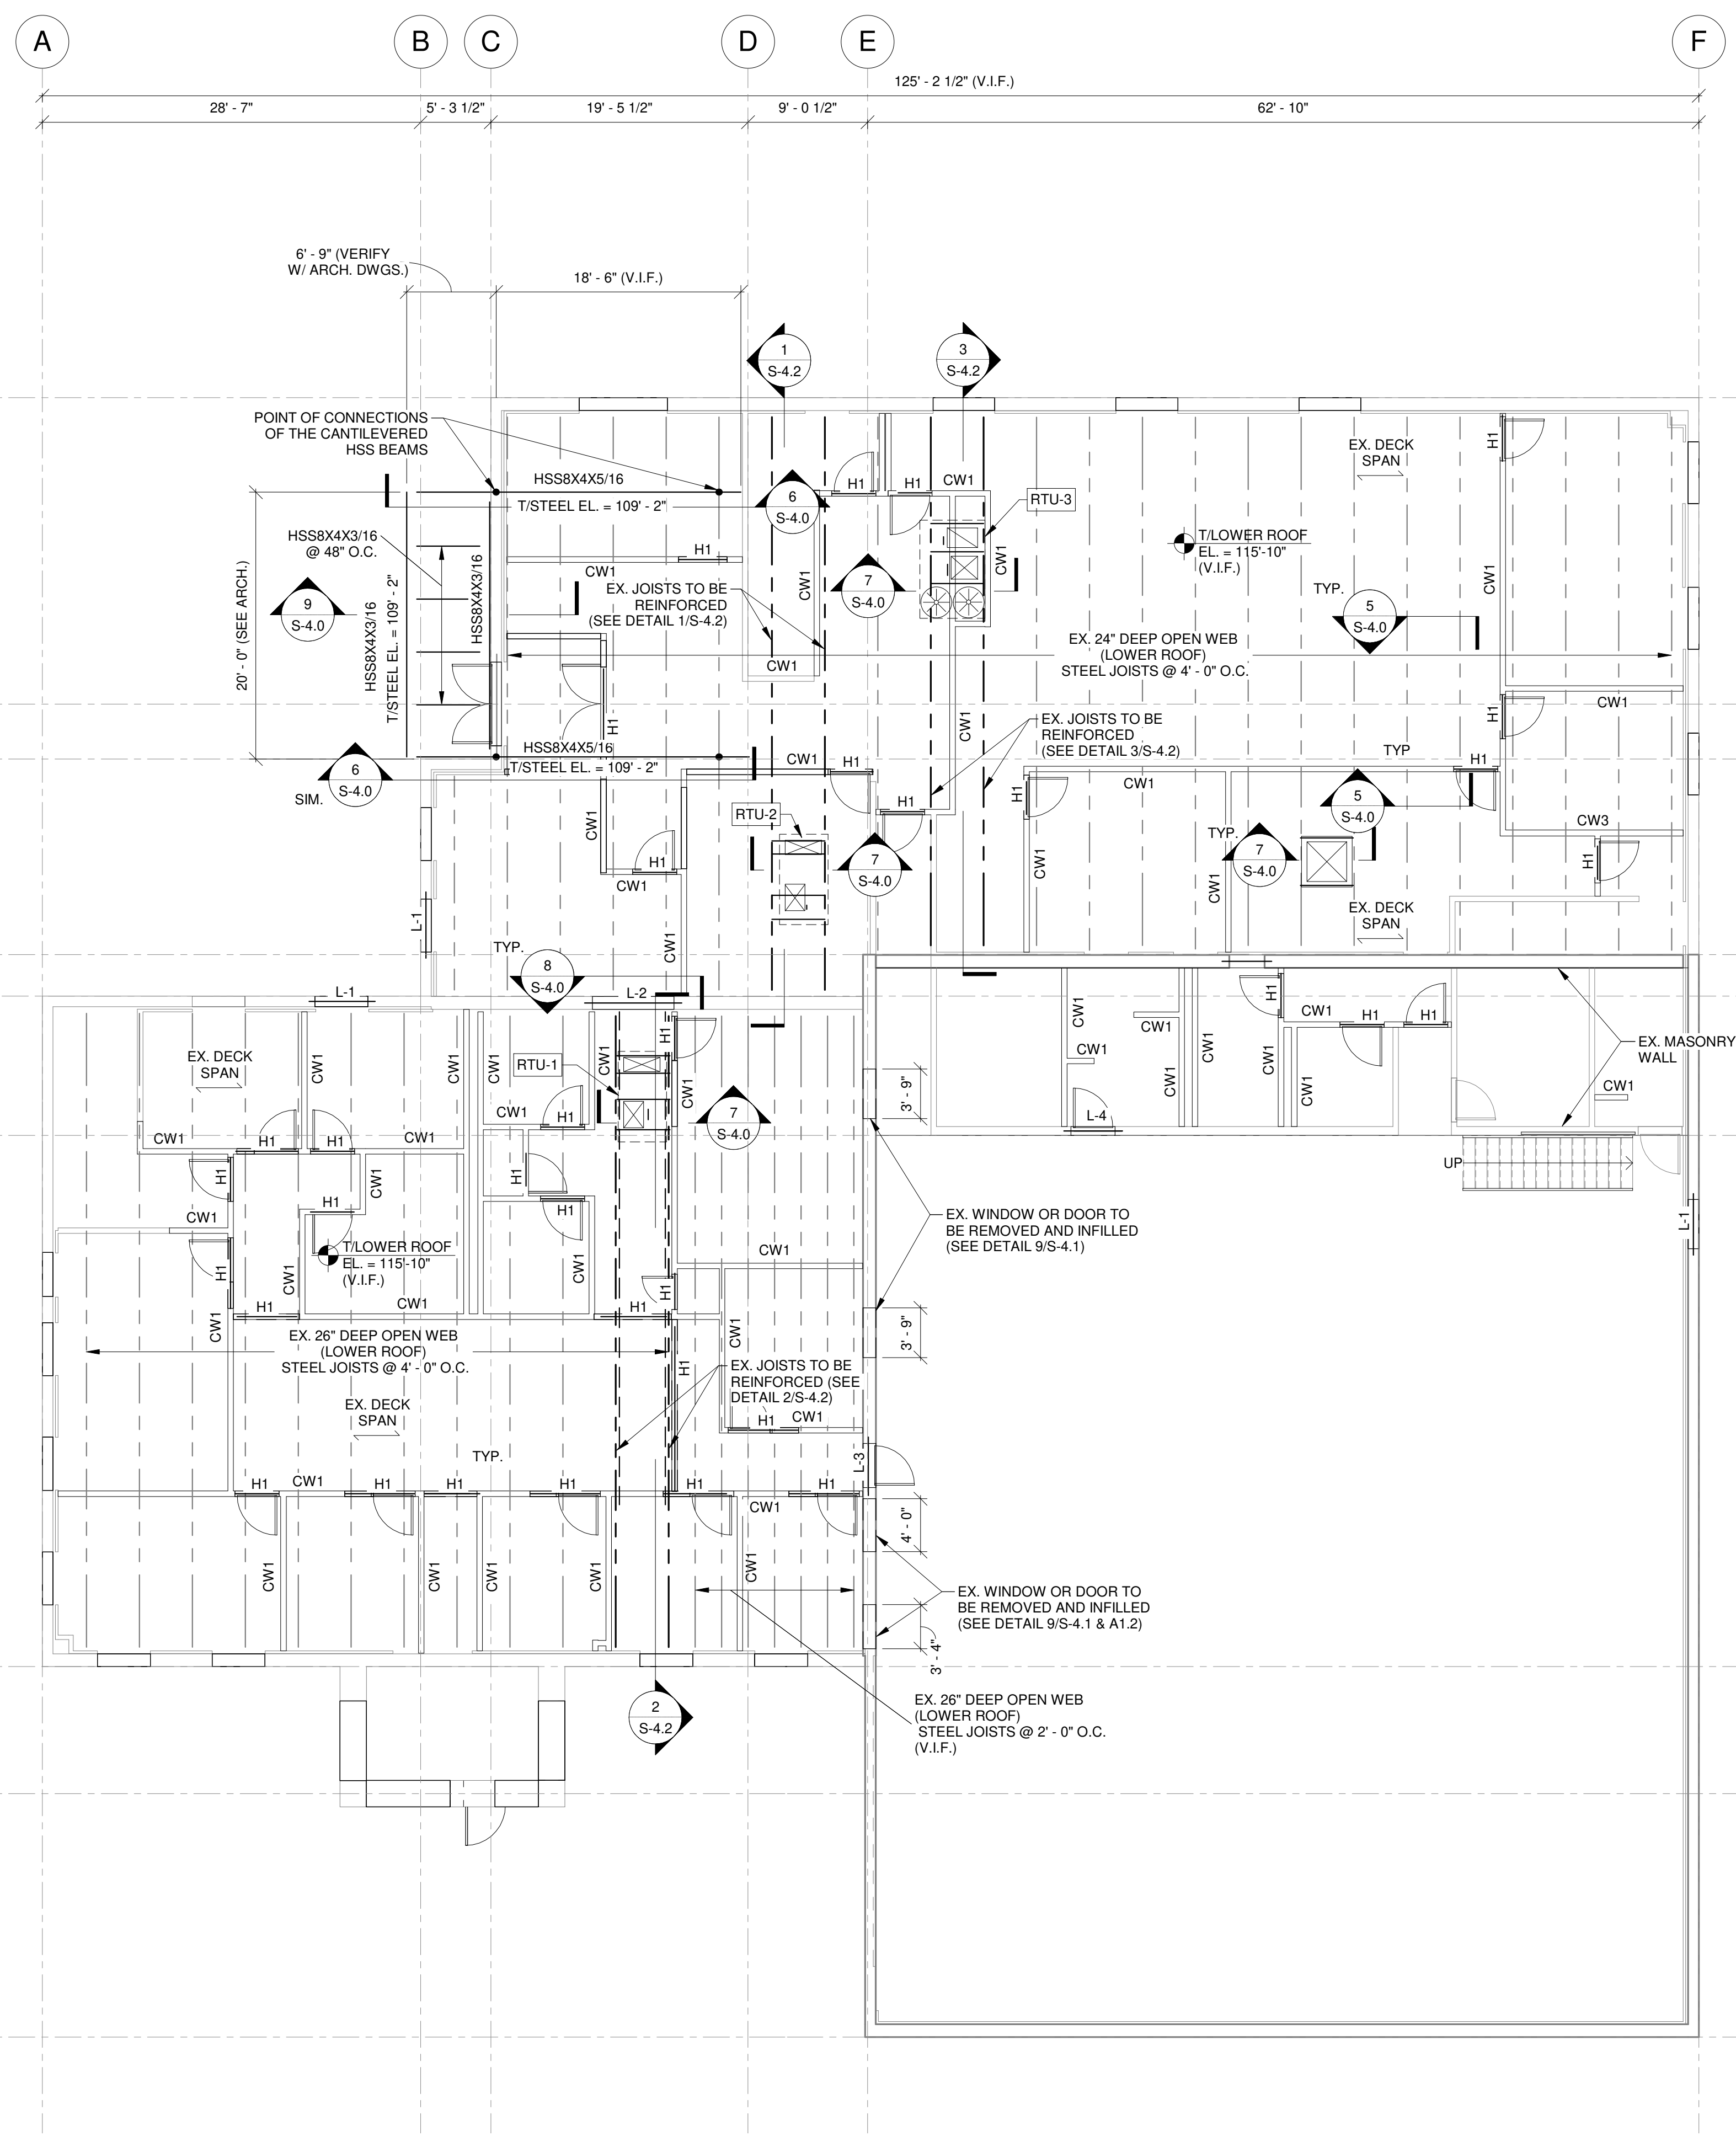 A
B
C
D
E
F
125' - 2 1/2" (V.I.F.)
28' - 7"
5' - 3 1/2"
19' - 5 1/2"
9' - 0 1/2"
62' - 10"
6' - 9" (VERIFY
W/ ARCH. DWGS.)
18' - 6" (V.I.F.)
1
S-4.2
3
S-4.2
POINT OF CONNECTIONS
OF THE CANTILEVERED
HSS BEAMS
HSS8X4X5/16
T/STEEL EL. = 109' - 2"
6
S-4.0
H1
H1
CW1
RTU-3
EX. DECK
SPAN
H1
HSS8X4X3/16
@ 48" O.C.
T/LOWER ROOF
EL. = 115'-10"
(V.I.F.)
H1
CW1
CW1
CW1
CW1
20' - 0" (SEE ARCH.)
9
S-4.0
HSS8X4X3/16
T/STEEL EL. = 109' - 2"
HSS8X4X3/16
EX. JOISTS TO BE
REINFORCED
(SEE DETAIL 1/S-4.2)
7
S-4.0
TYP.
5
S-4.0
EX. 24" DEEP OPEN WEB
(LOWER ROOF)
STEEL JOISTS @ 4' - 0" O.C.
CW1
CW1
H1
H1
CW1
EX. JOISTS TO BE
REINFORCED
(SEE DETAIL 3/S-4.2)
HSS8X4X5/16
T/STEEL EL. = 109' - 2"
CW1
H1
TYP
H1
6
S-4.0
SIM.
H1
CW1
5
S-4.0
H1
RTU-2
CW1
TYP.
CW3
7
S-4.0
7
S-4.0
H1
CW1
H1
CW1
CW1
L-1
EX. DECK
SPAN
CW1
TYP.
8
S-4.0
L-1
L-2
H1
CW1
CW1
CW1
H1
CW1
CW1
H1
H1
EX. MASONRY
WALL
EX. DECK
SPAN
CW1
CW1
CW1
CW1
RTU-1
CW1
CW1
CW1
CW1
CW1
3' - 9"
CW1
H1
7
S-4.0
L-4
CW1
H1
H1
CW1
H1
CW1
H1
UP
H1
H1
CW1
EX. WINDOW OR DOOR TO
BE REMOVED AND INFILLED
(SEE DETAIL 9/S-4.1)
L-1
T/LOWER ROOF
EL. = 115'-10"
(V.I.F.)
CW1
H1
CW1
CW1
H1
H1
CW1
H1
CW1
CW1
3' - 9"
EX. 26" DEEP OPEN WEB
(LOWER ROOF)
STEEL JOISTS @ 4' - 0" O.C.
H1
EX. JOISTS TO BE
REINFORCED (SEE
DETAIL 2/S-4.2)
EX. DECK
SPAN
H1
CW1
TYP.
L-3
H1
CW1
H1
H1
H1
H1
H1
CW1
4' - 0"
CW1
CW1
CW1
CW1
CW1
EX. WINDOW OR DOOR TO
BE REMOVED AND INFILLED
(SEE DETAIL 9/S-4.1 & A1.2)
3' - 4"
2
S-4.2
EX. 26" DEEP OPEN WEB
(LOWER ROOF)
STEEL JOISTS @ 2' - 0" O.C.
(V.I.F.)